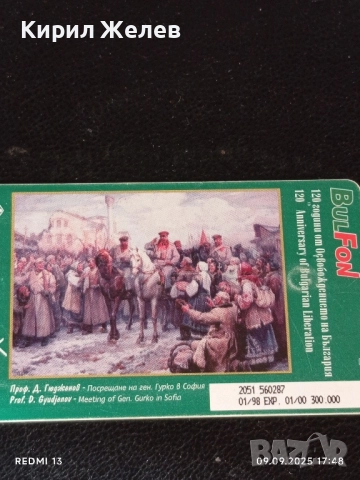 Кирил Желев
BULFON
120 години от Освобождението на България
120th Anniversary of Bulgarian Liberation
Проф. Д. Гюдженов - Посрещане на ген. Гурко в София
Prof. D. Gyudjenov - Meeting of Gen. Gurko in Sofia
2051 560287
01/98 EXP. 01/00 300.000
REDMI 13
09.09.2025 17:48
bazar